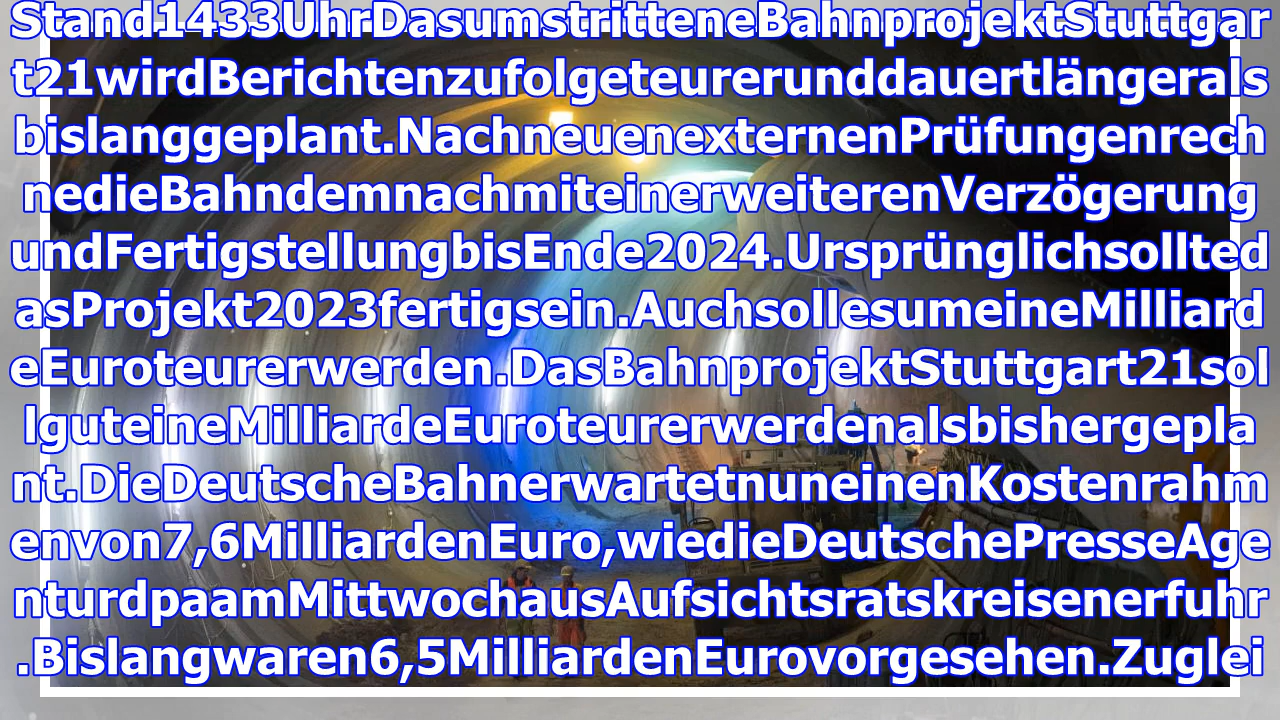 Stand1433UhrDasumstritteneBahnprojektStuttgar
t21wirdBerichtenzufolgeteurerunddauertlängerals
bislanggeplant.NachneuenexternenPrüfungenrech
nedieBahndemnachmiteinerweiterenVerzögerung
undFertigstellungbisEnde2024.Ursprünglichsollted
asProjekt2023fertigsein.AuchsollesumeineMilliard
eEuroteurerwerden.DasBahnprojektStuttgart21sol
lguteineMilliardeEuroteurerwerdenalsbishergepla
nt.DieDeutscheBahnerwartetnuneinenKostenrahm
envon7,6MilliardenEuro,wiedieDeutschePresseAge
nturdpaamMittwochausAufsichtsratskreisenerfuhr
.Bislangwaren6,5MilliardenEurovorgesehen.Zuglei